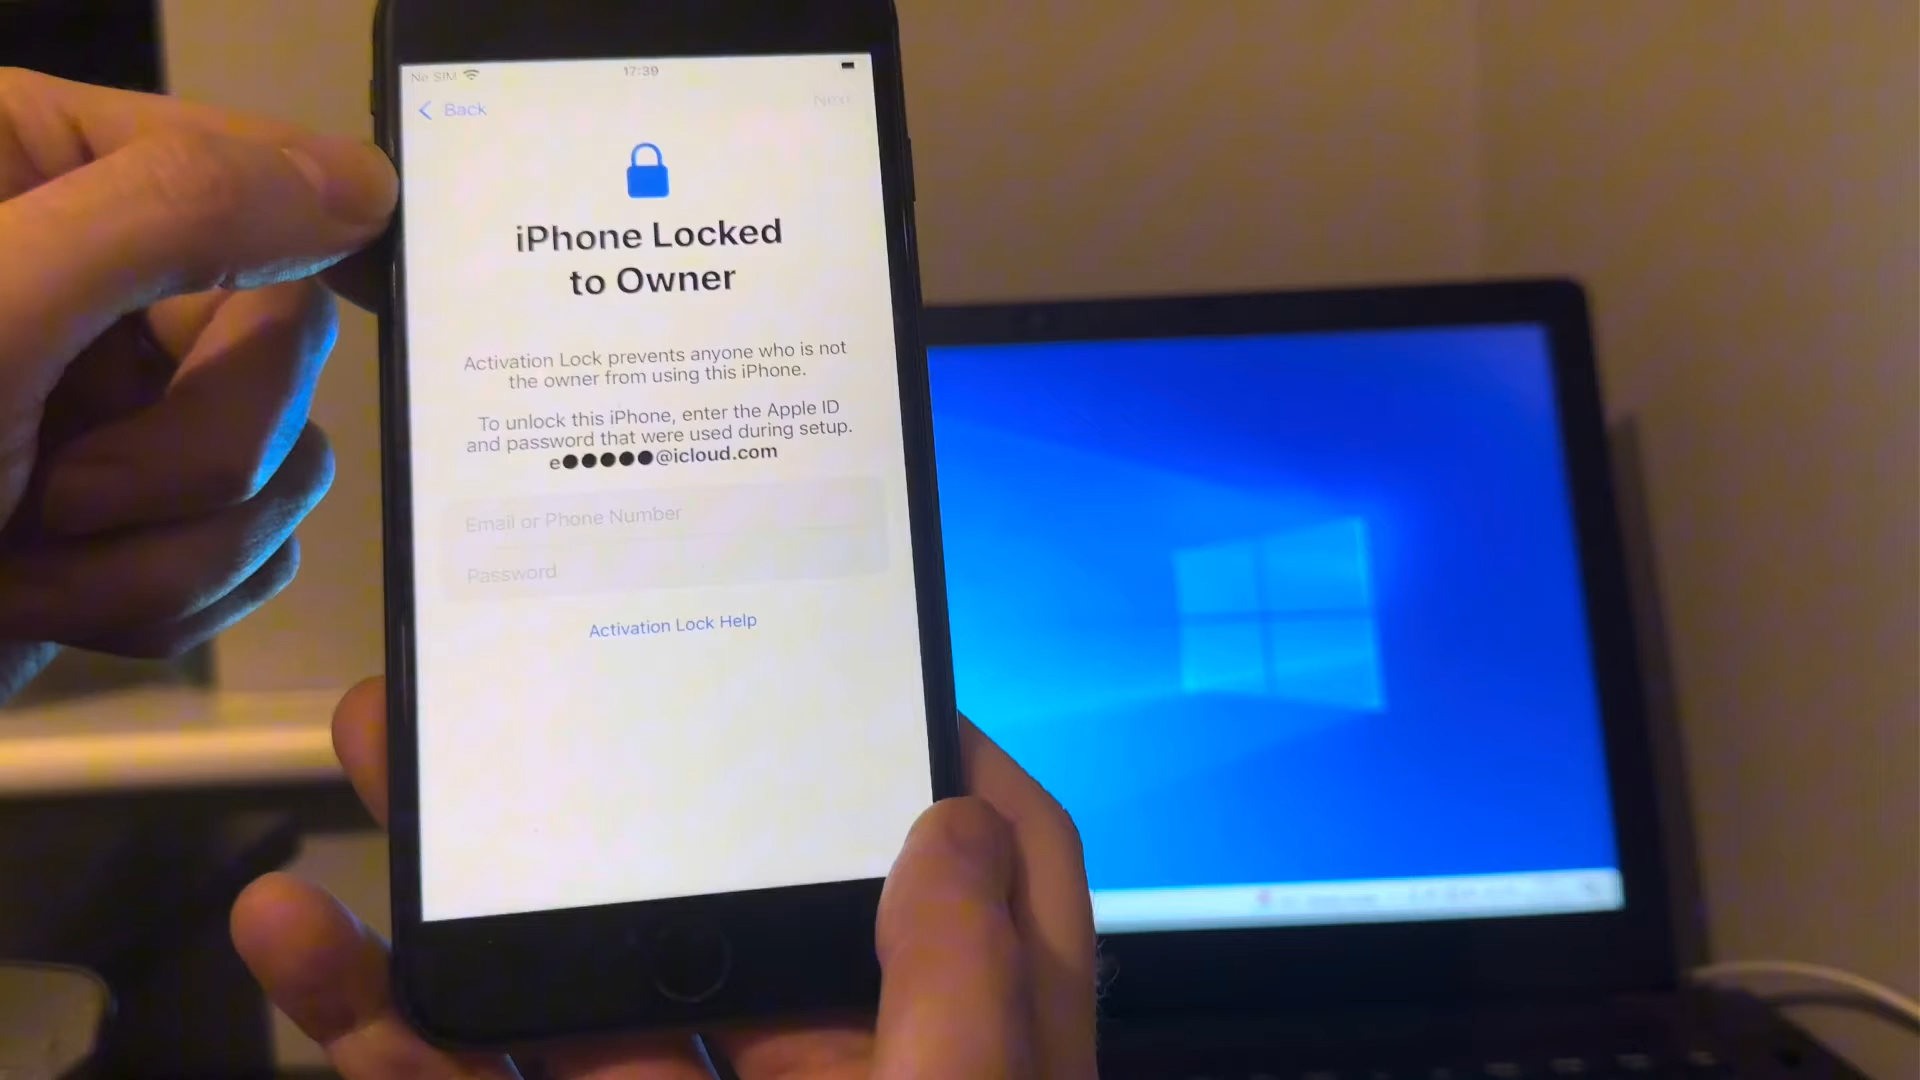 No SIM
17:39
Back
Next
iPhone Locked
to Owner
Activation Lock prevents anyone who is not
the owner from using this iPhone.
To unlock this iPhone, enter the Apple ID
and password that were used during setup.
e●●●●●@icloud.com
Email or Phone Number
Password
Activation Lock Help